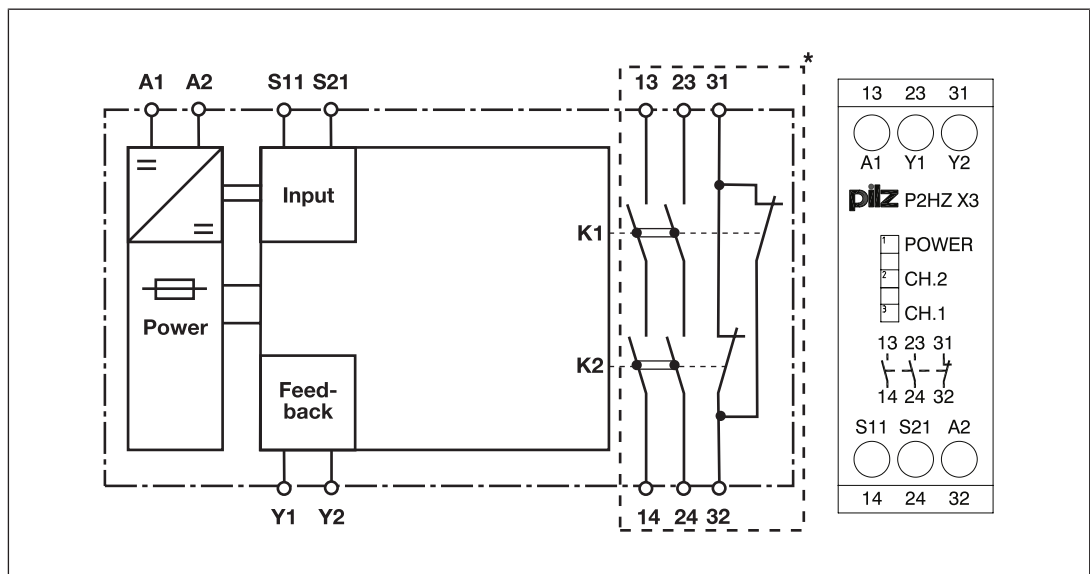 A1 A2 S11 S21 13 23 31 *
Input
K1
Power
K2
Feed-
back
Y1 Y2 14 24 32
13 23 31
A1 Y1 Y2
pilz P2HZ X3
1 POWER
2 CH.2
3 CH.1
13 23 31
14 24 32
S11 S21 A2
14 24 32